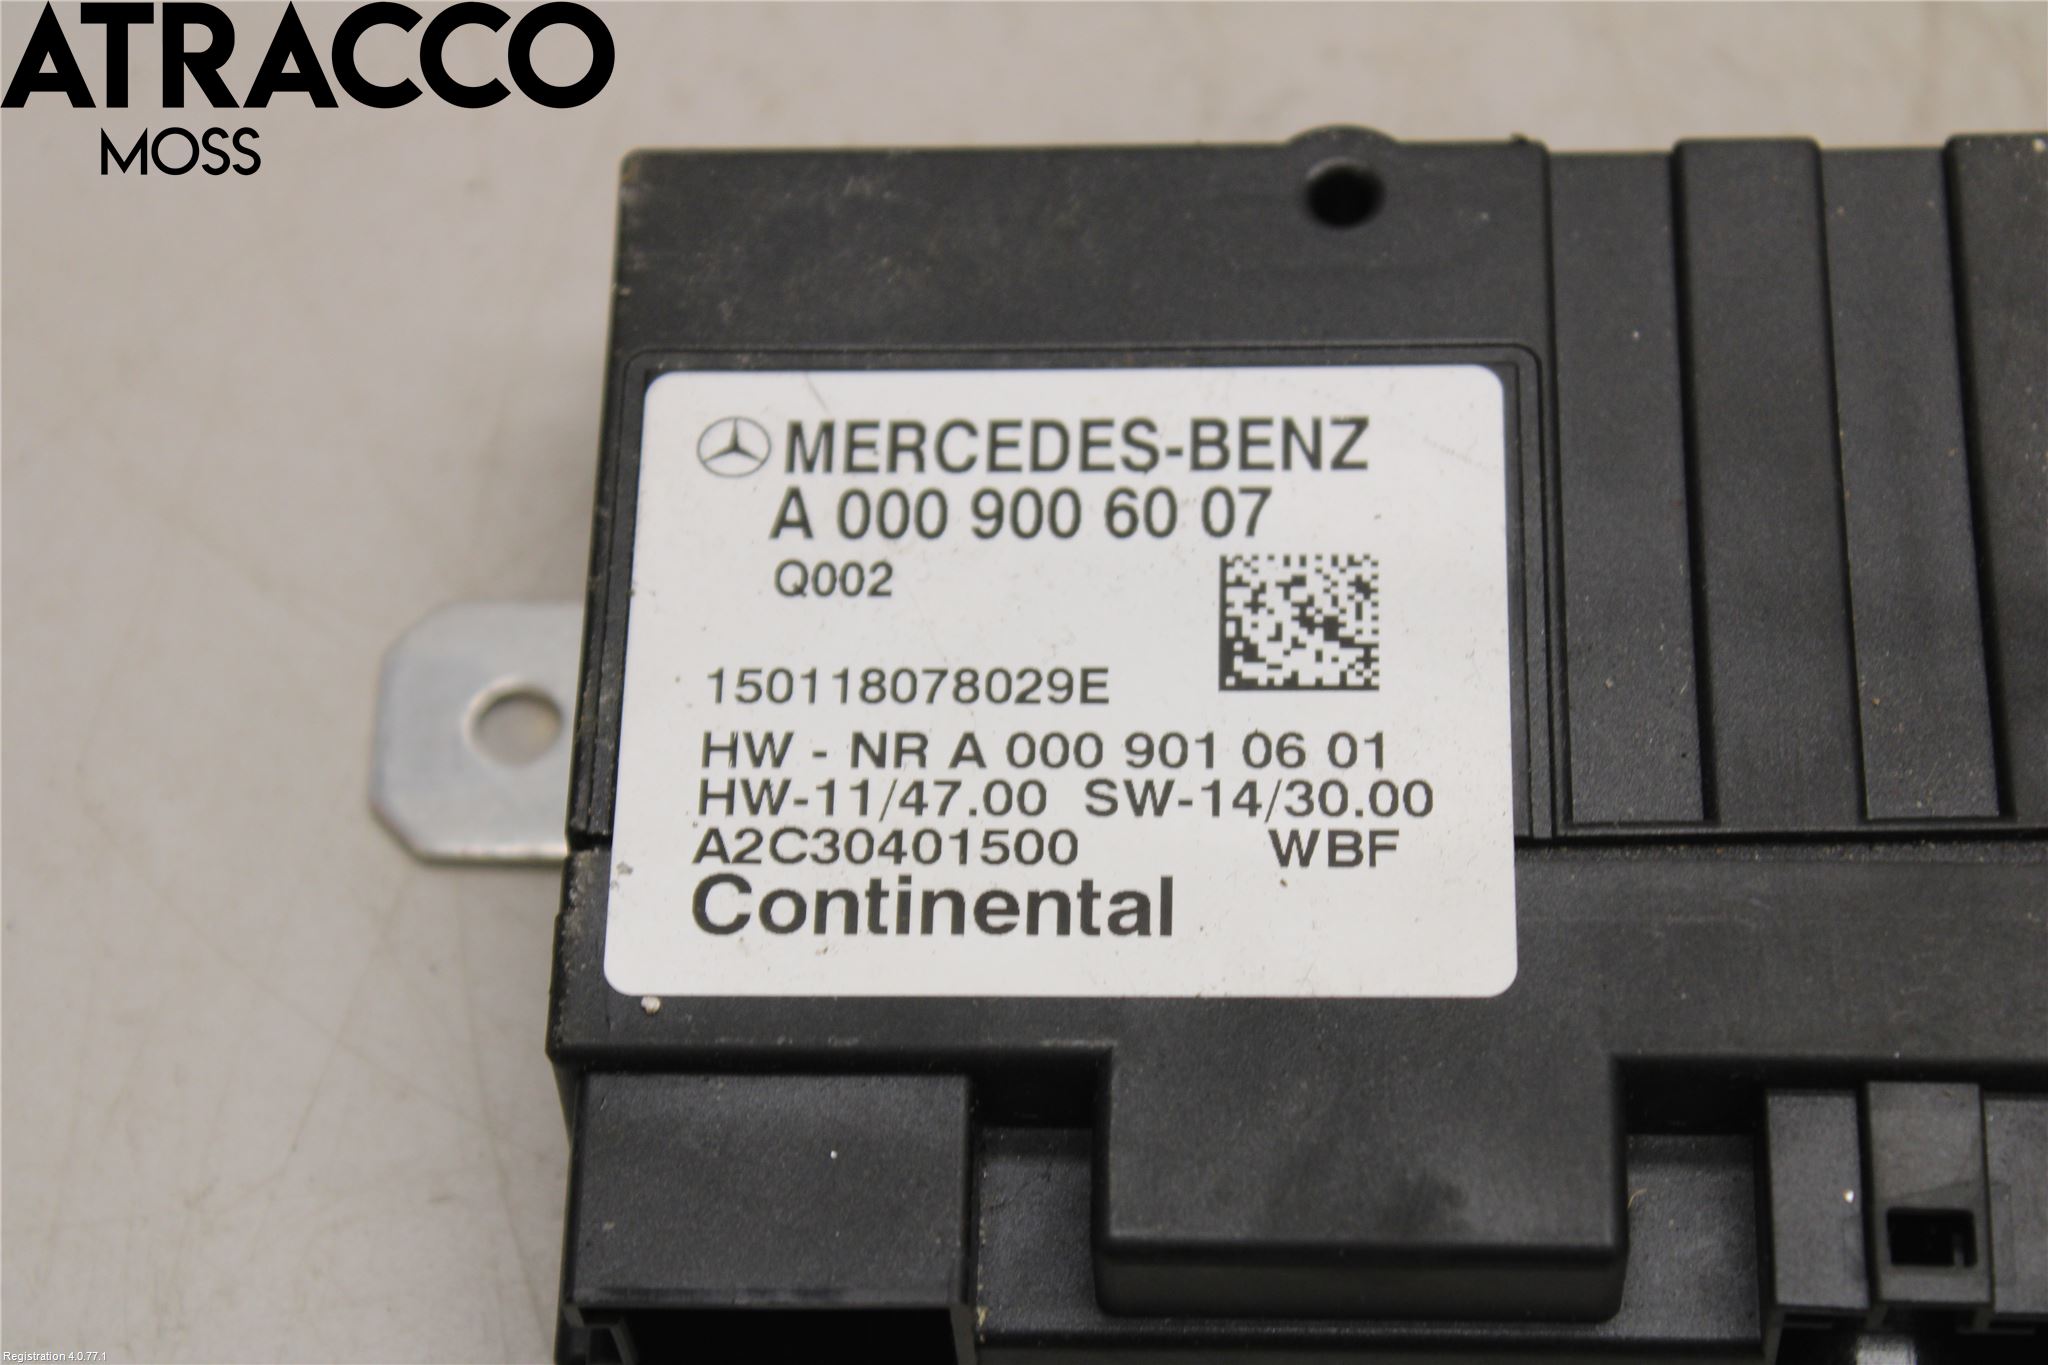 ATRACCO
MOSS
MERCEDES-BENZ
A 000 900 60 07
Q002
150118078029E
HW - NR A 000 901 06 01
HW-11/47.00 SW-14/30.00
A2C30401500 WBF
Continental
Registration 4.0.77.1